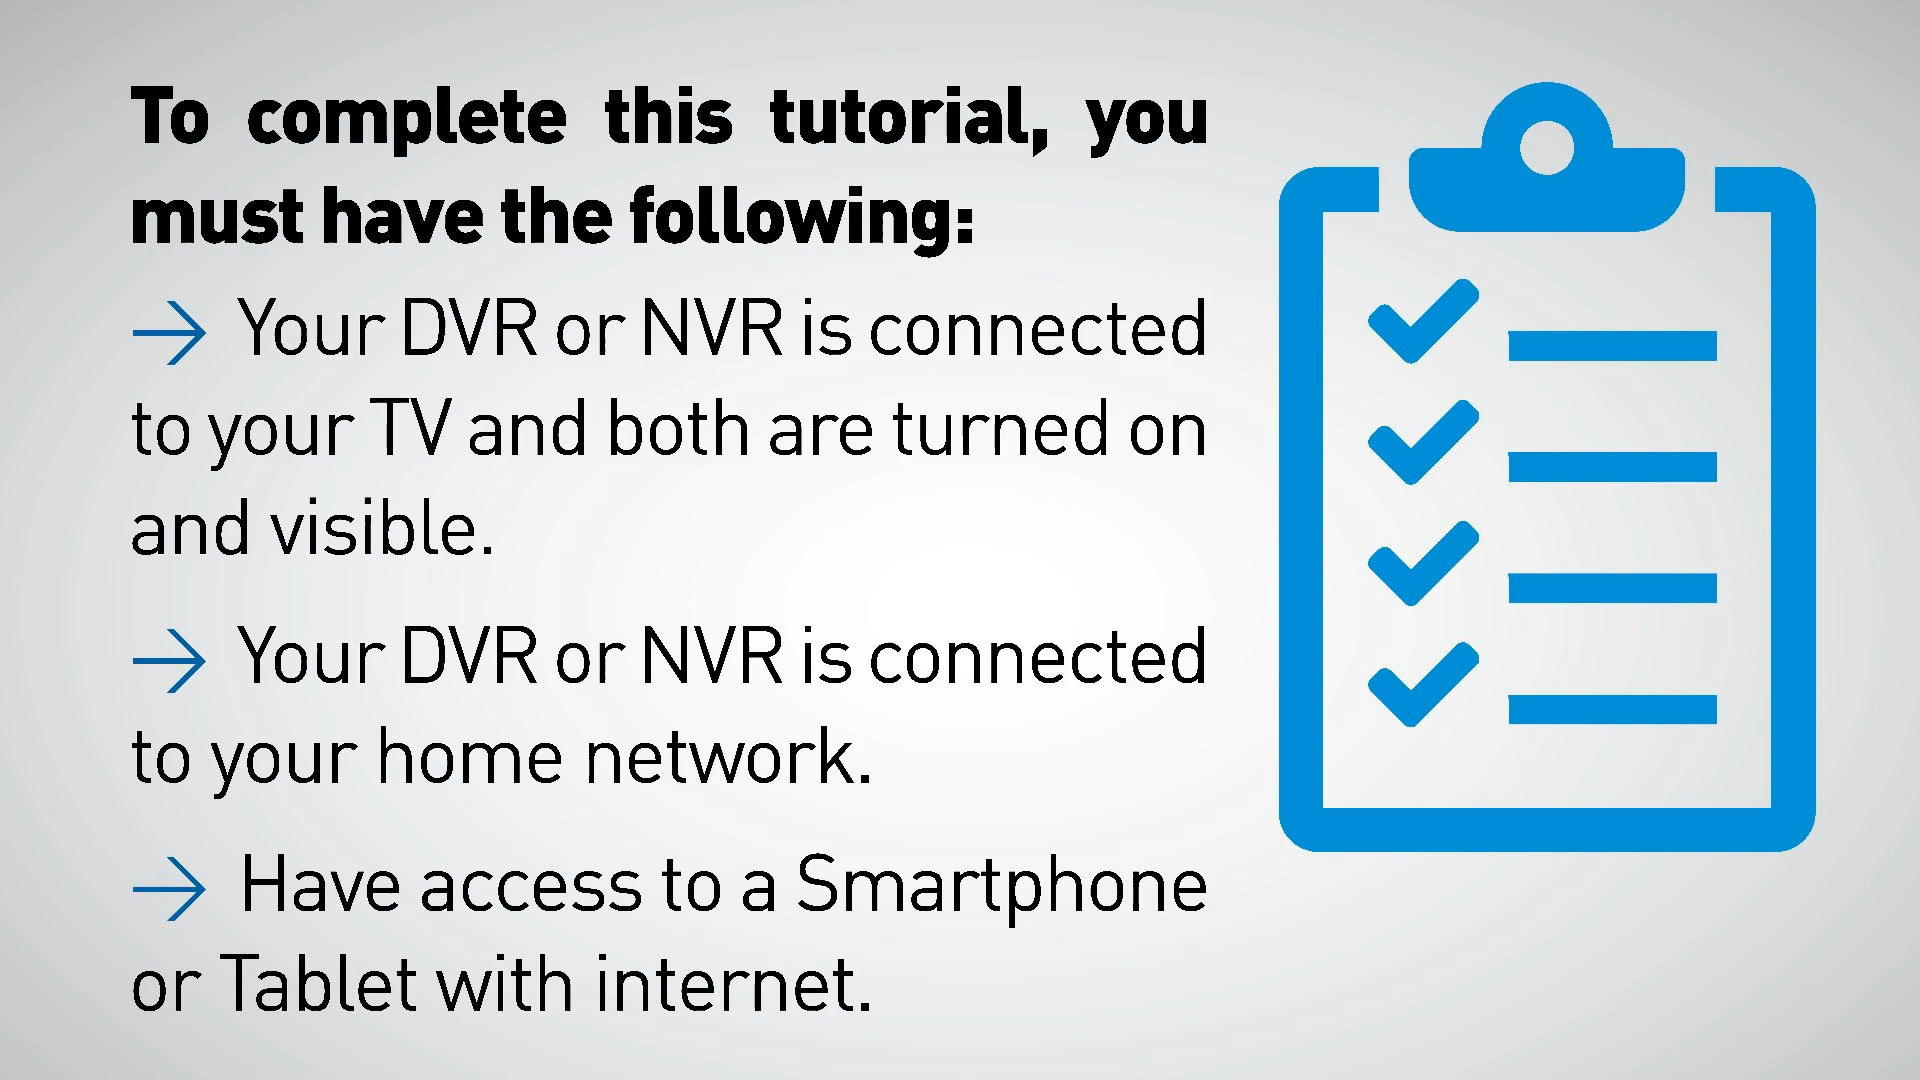 To complete this tutorial, you
must have the following:
→ Your DVR or NVR is connected
to your TV and both are turned on
and visible.
→ Your DVR or NVR is connected
to your home network.
→ Have access to a Smartphone
or Tablet with internet.